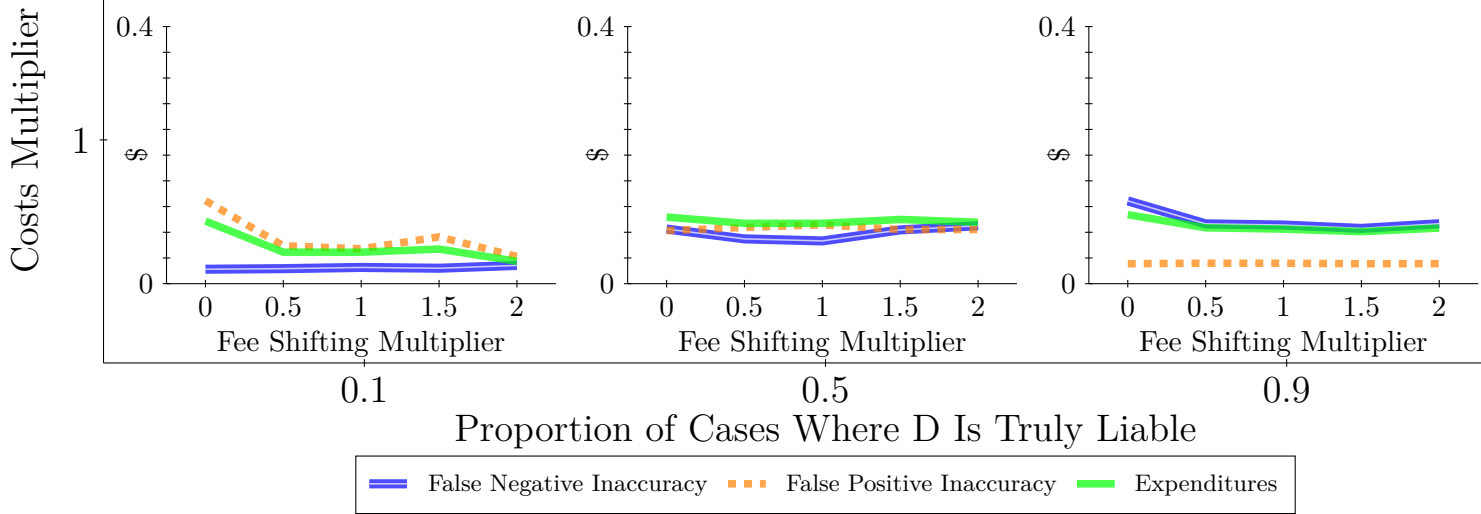 Costs Multiplier
1
0.4
$
0
0 0.5 1 1.5 2
Fee Shifting Multiplier
0.4
$
0
0 0.5 1 1.5 2
Fee Shifting Multiplier
0.4
$
0
0 0.5 1 1.5 2
Fee Shifting Multiplier
0.1 0.5 0.9
Proportion of Cases Where D Is Truly Liable
False Negative Inaccuracy False Positive Inaccuracy Expenditures